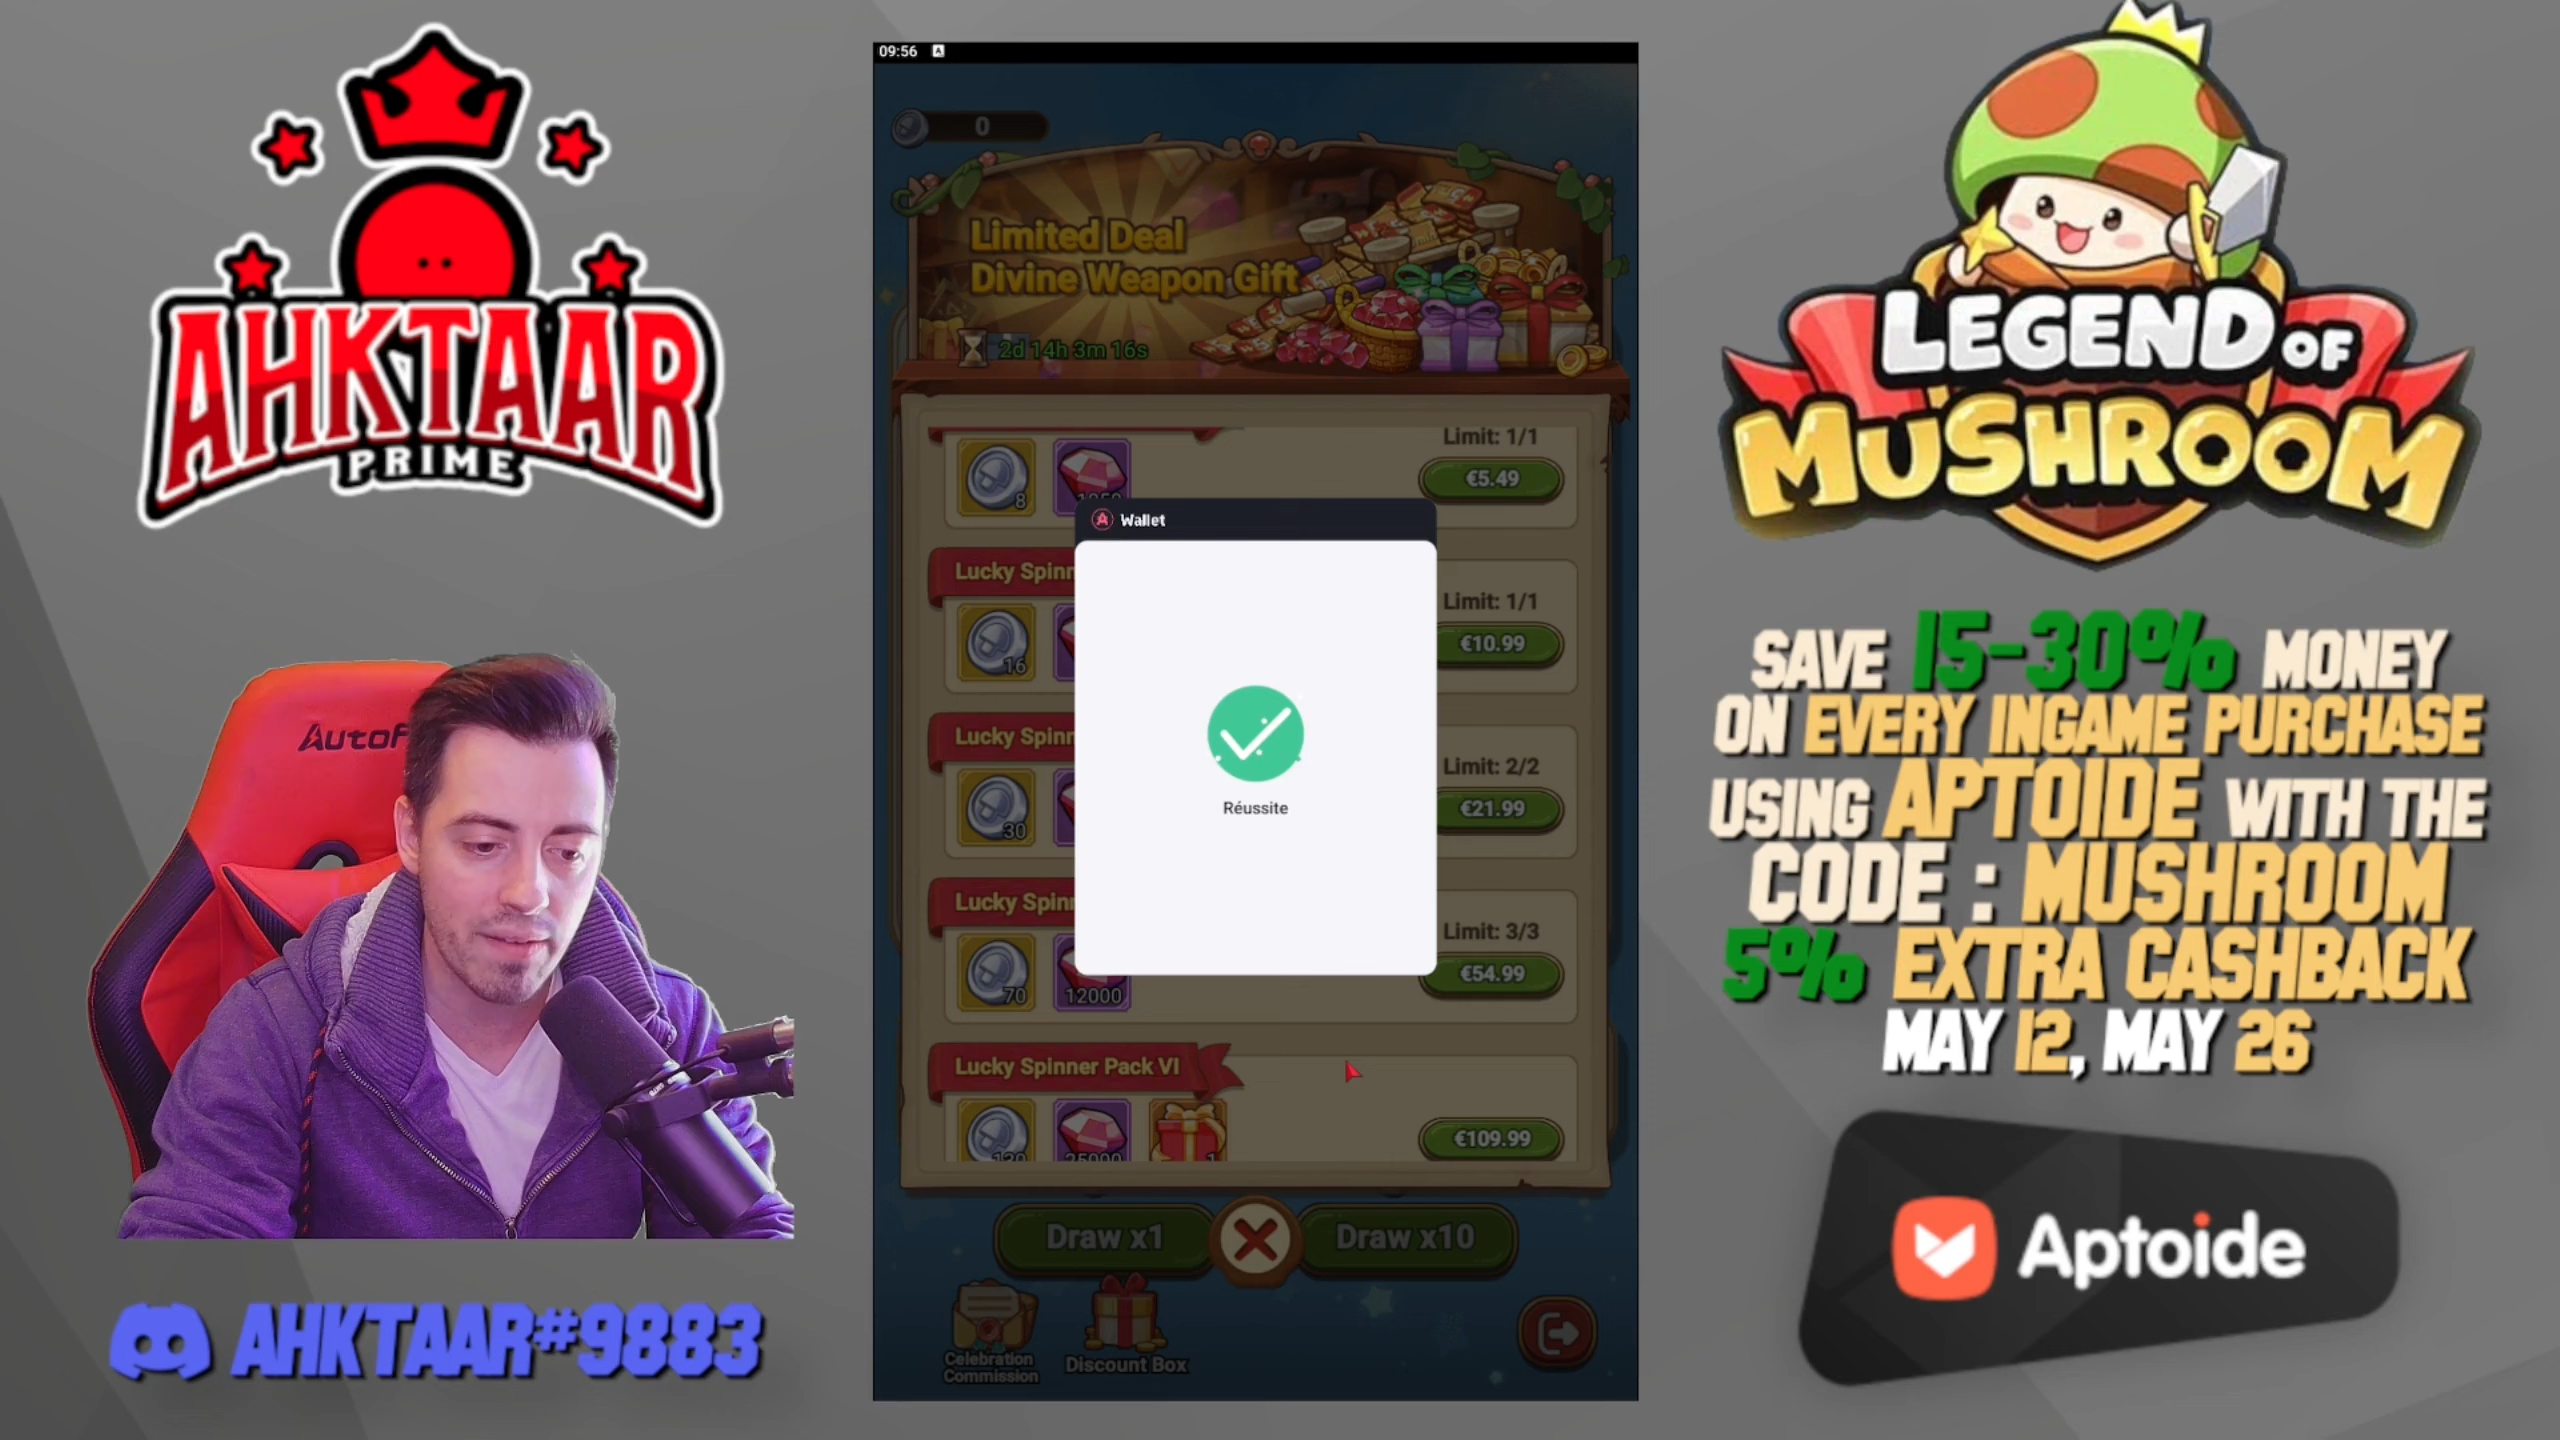 AHKTAAR
PRIME
AutoF
AHKTAAR#9883
09:56 A
0
Limited Deal
Divine Weapon Gift
2d 14h 3m 16s
Limit: 1/1
8
€5.49
Wallet
Lucky Spinn
Limit: 1/1
16
€10.99
Lucky Spinn
Limit: 2/2
30
€21.99
Réussite
Lucky Spinn
Limit: 3/3
70
12000
€54.99
Lucky Spinner Pack VI
€109.99
Draw x1
Draw x10
Celebration
Commission
Discount Box
LEGEND OF
MUSHROOM
SAVE 15-30% MONEY
ON EVERY INGAME PURCHASE
USING APTOIDE WITH THE
CODE : MUSHROOM
5% EXTRA CASHBACK
MAY 12, MAY 26
Aptoide